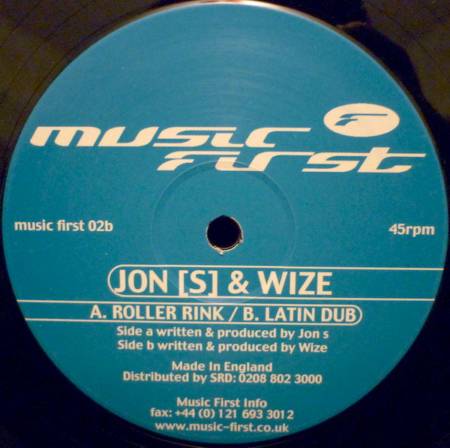 music
first
music first 02b
45rpm
JON [S] & WIZE
A. ROLLER RINK / B. LATIN DUB
Side a written & produced by Jon s
Side b written & produced by Wize
Made In England
Distributed by SRD: 0208 802 3000
Music First Info
fax: +44 (0) 121 693 3012
www.music-first.co.uk